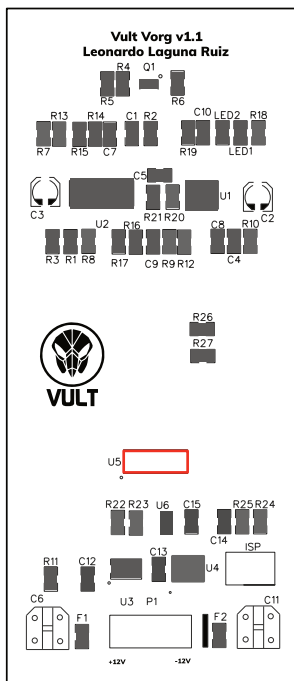 Vult Vorg v1.1
Leonardo Laguna Ruiz
R4 Q1
R5 R6
R13 R14 C1 R2 C10 LED2 R18
R7 R15 C7 R19 LED1
C5
U1
C3 R21 R20 C2
U2 R16 C8 R10
R3 R1 R8 R17 C9 R9 R12 C4
R26
R27
VULT
U5
R22 R23 U6 C15 R25 R24
C14
ISP
R11 C12 C13 U4
C6 U3 P1 C11
F1 F2
+12V -12V